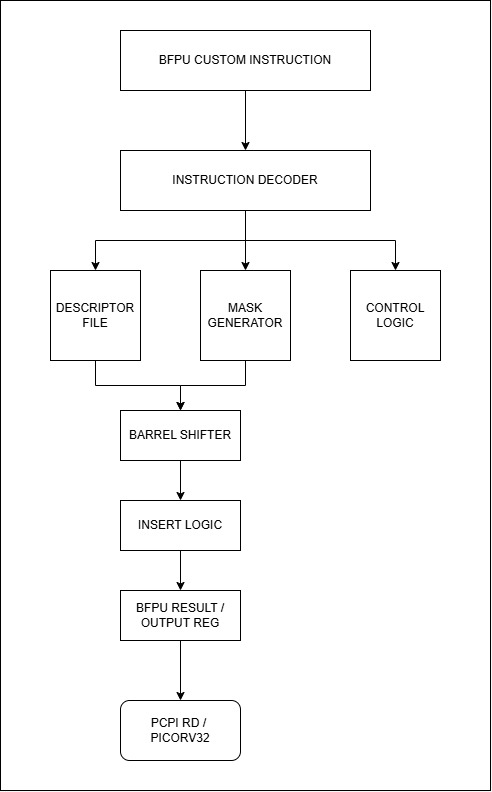 BFPU CUSTOM INSTRUCTION
INSTRUCTION DECODER
DESCRIPTOR
FILE
MASK
GENERATOR
CONTROL
LOGIC
BARREL SHIFTER
INSERT LOGIC
BFPU RESULT /
OUTPUT REG
PCPI RD /
PICORV32